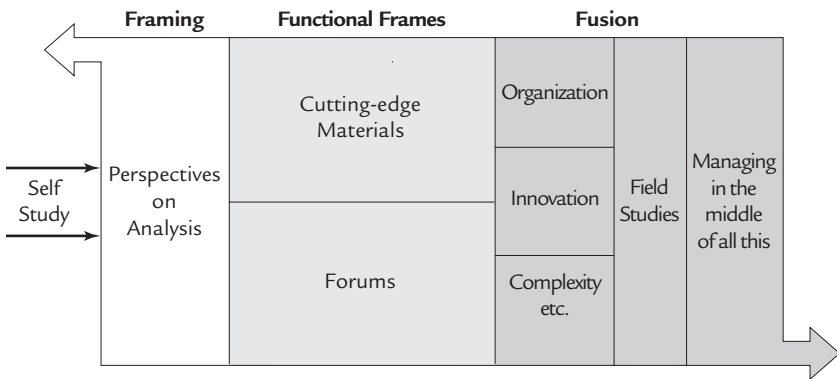 Framing
Functional Frames
Fusion
Self
Study
Perspectives
on
Analysis
Cutting-edge
Materials
Forums
Organization
Innovation
Complexity
etc.
Field
Studies
Managing
in the
middle
of all this